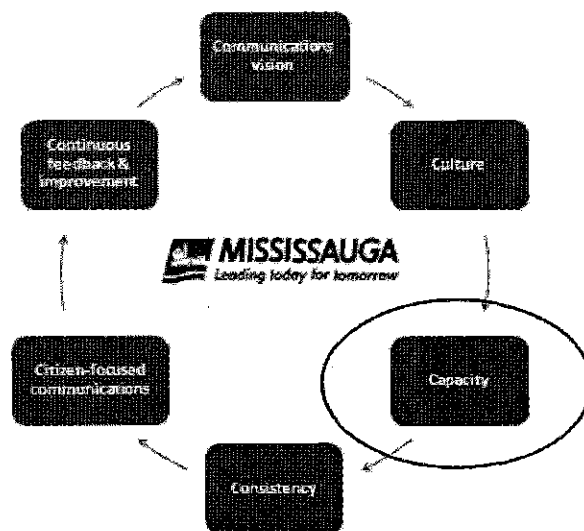 Communications
vision
Culture
Capacity
Consistency
Citizen-focused
communications
Continuous
feedback &
improvement
MISSISSAUGA
Leading today for tomorrow